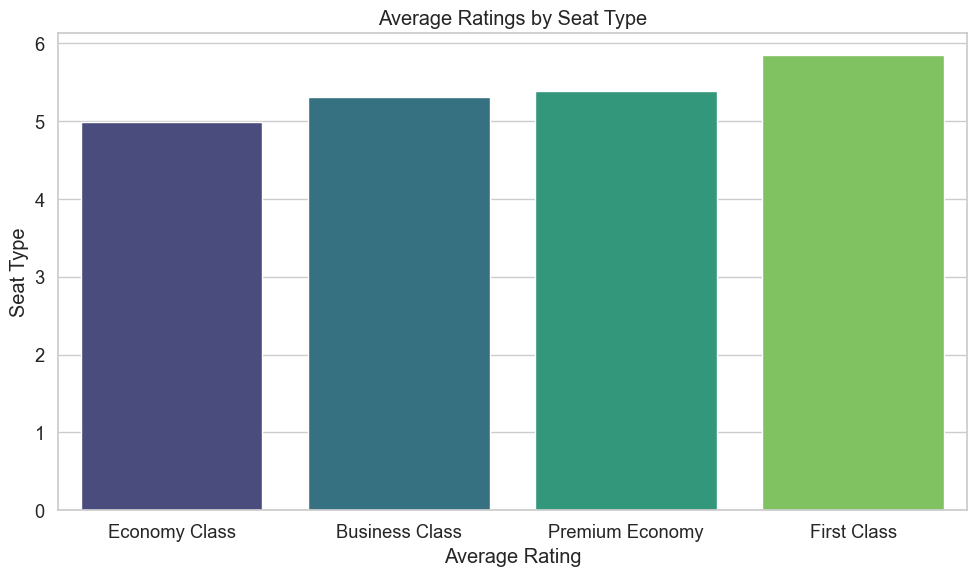 Average Ratings by Seat Type
6
5
4
3
2
1
0
Seat Type
Economy Class
Business Class
Premium Economy
First Class
Average Rating